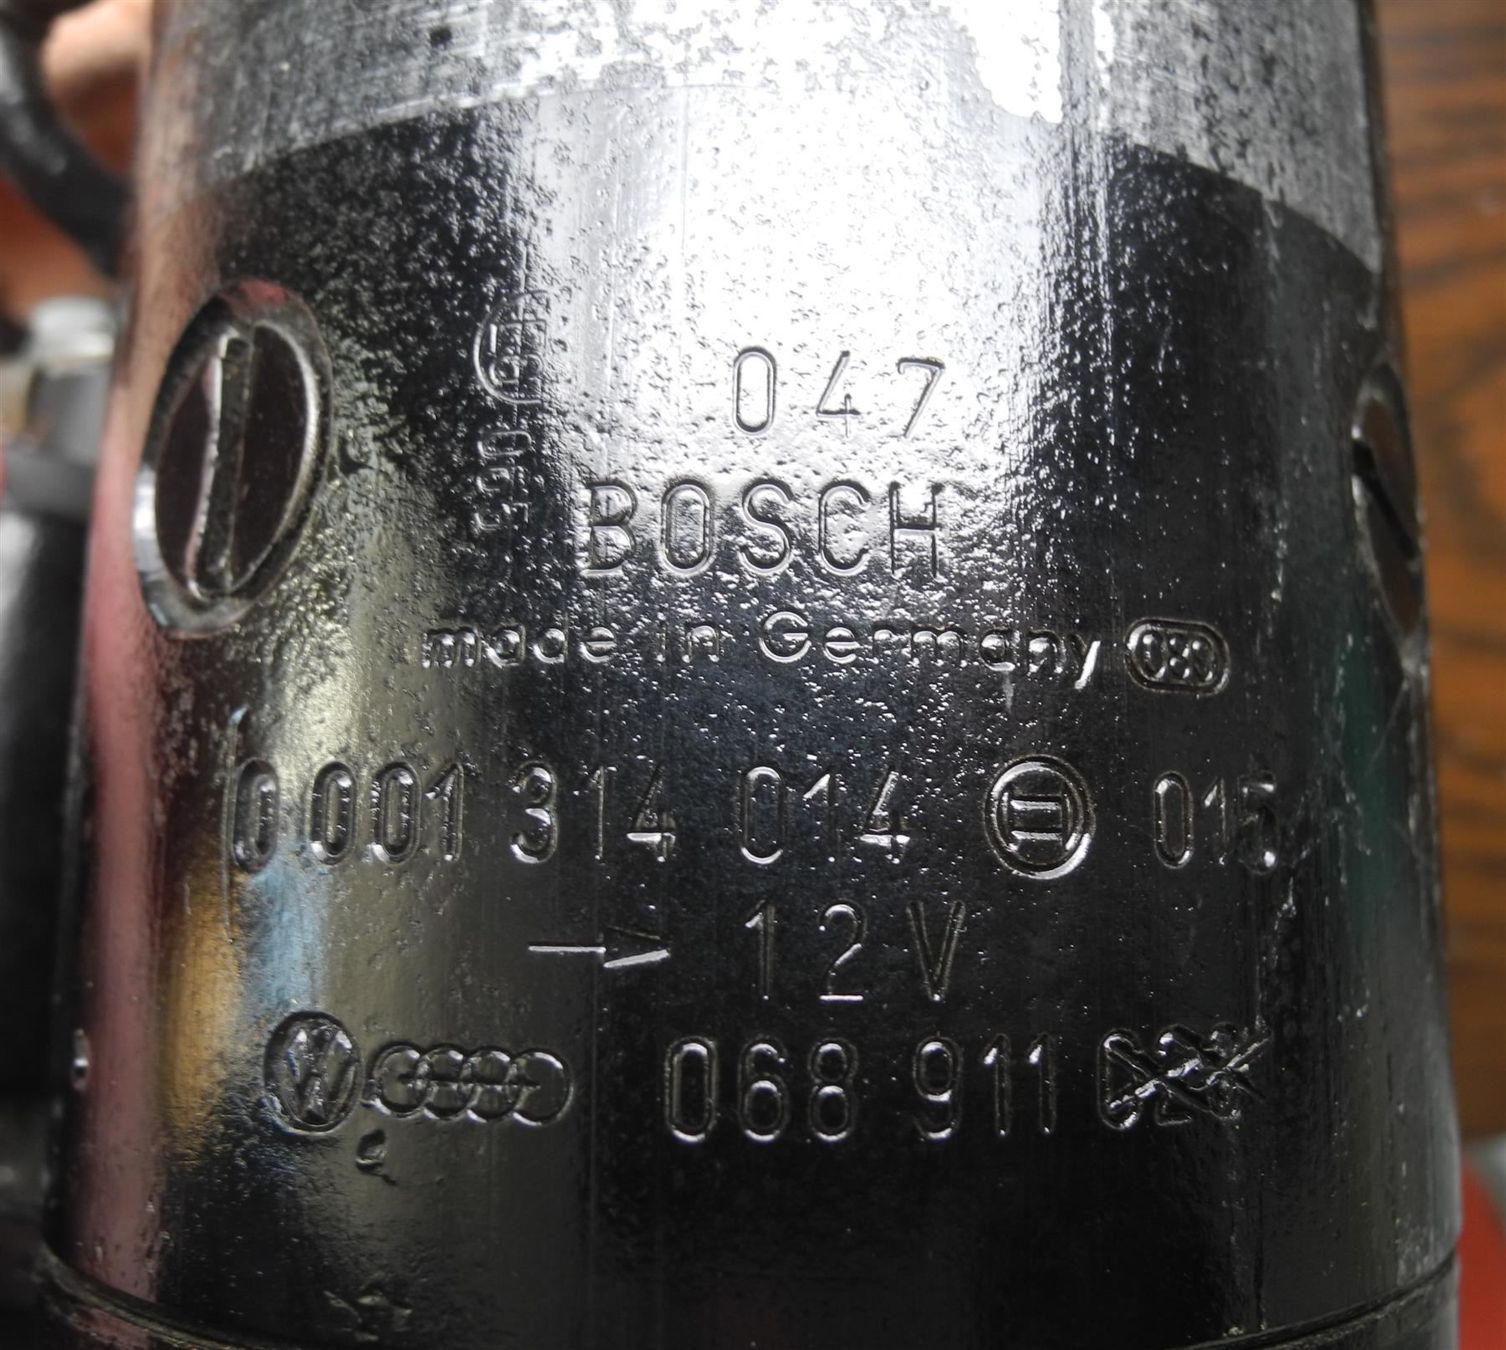 047
BOSCH
made in Germany
0 001 314 014 015
→ 12V
068 911